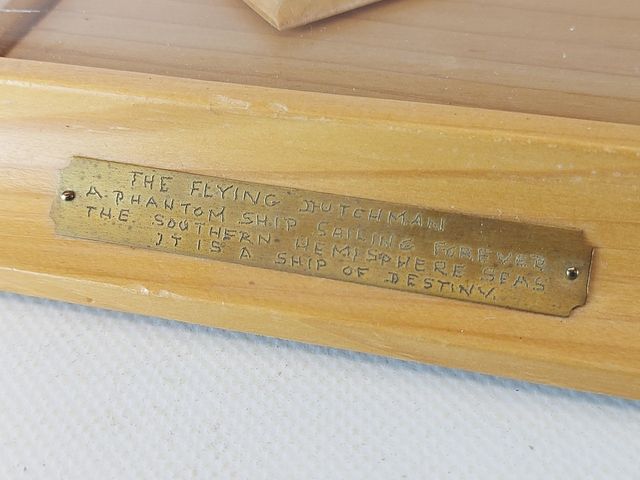 THE FLYING DUTCHMAN
A PHANTOM SHIP SAILING FOREVER
THE SOUTHERN HEMISPHERE SEAS
IT IS A SHIP OF DESTINY.